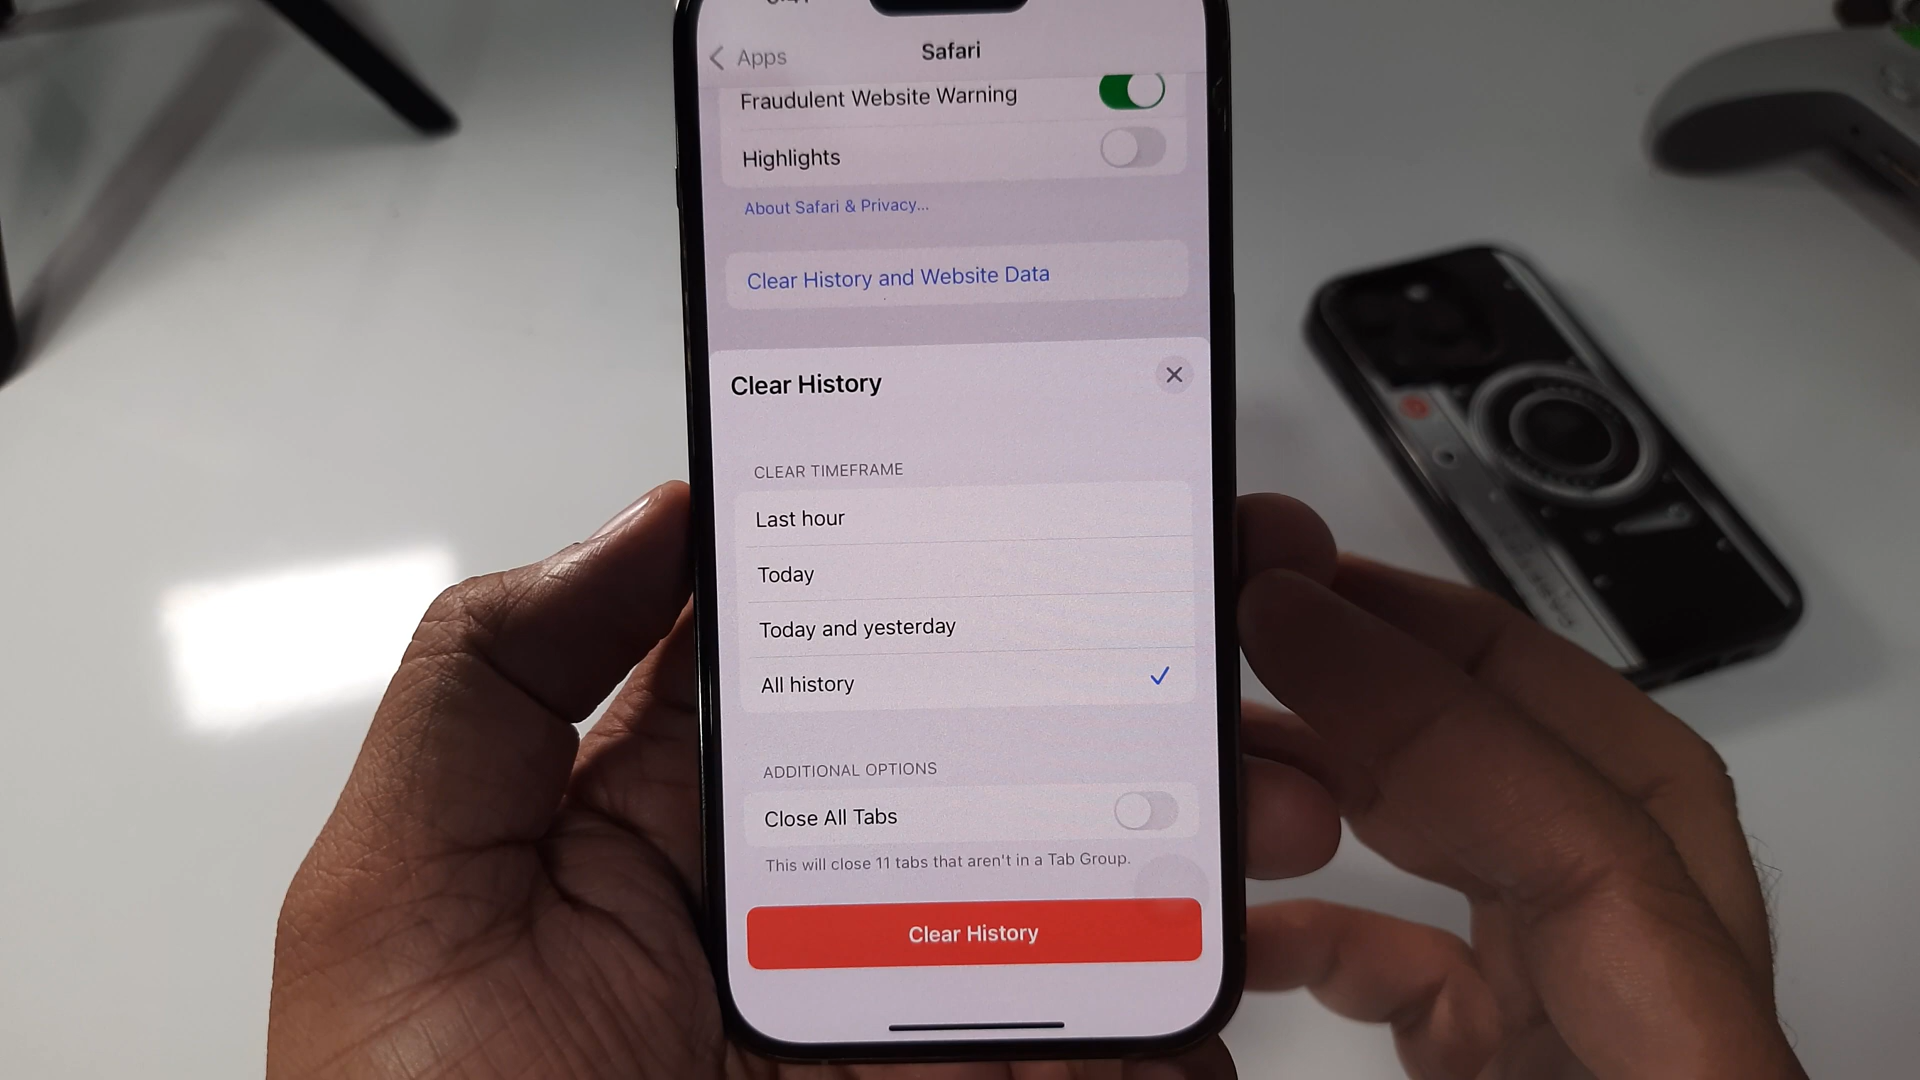 Apps
Safari
Fraudulent Website Warning
Highlights
About Safari & Privacy...
Clear History and Website Data
Clear History
CLEAR TIMEFRAME
Last hour
Today
Today and yesterday
All history
ADDITIONAL OPTIONS
Close All Tabs
This will close 11 tabs that aren't in a Tab Group.
Clear History